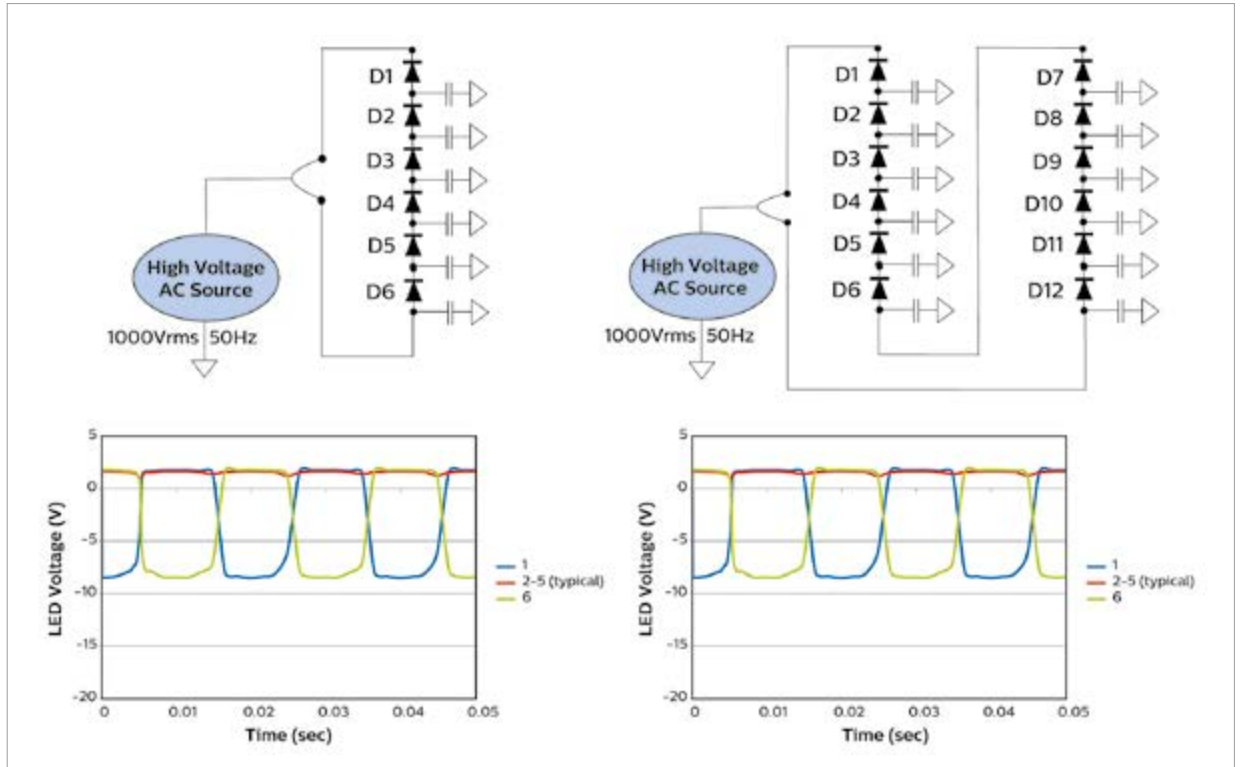 D1
D2
D3
D4
D5
D6
High Voltage
AC Source
1000Vrms 50Hz
D1
D2
D3
D4
D5
D6
D7
D8
D9
D10
D11
D12
High Voltage
AC Source
1000Vrms 50Hz
LED Voltage (V)
5
0
-5
-10
-15
-20
0 0.01 0.02 0.03 0.04 0.05
Time (sec)
1
2-5 (typical)
6
LED Voltage (V)
5
0
-5
-10
-15
-20
0 0.01 0.02 0.03 0.04 0.05
Time (sec)
1
2-5 (typical)
6